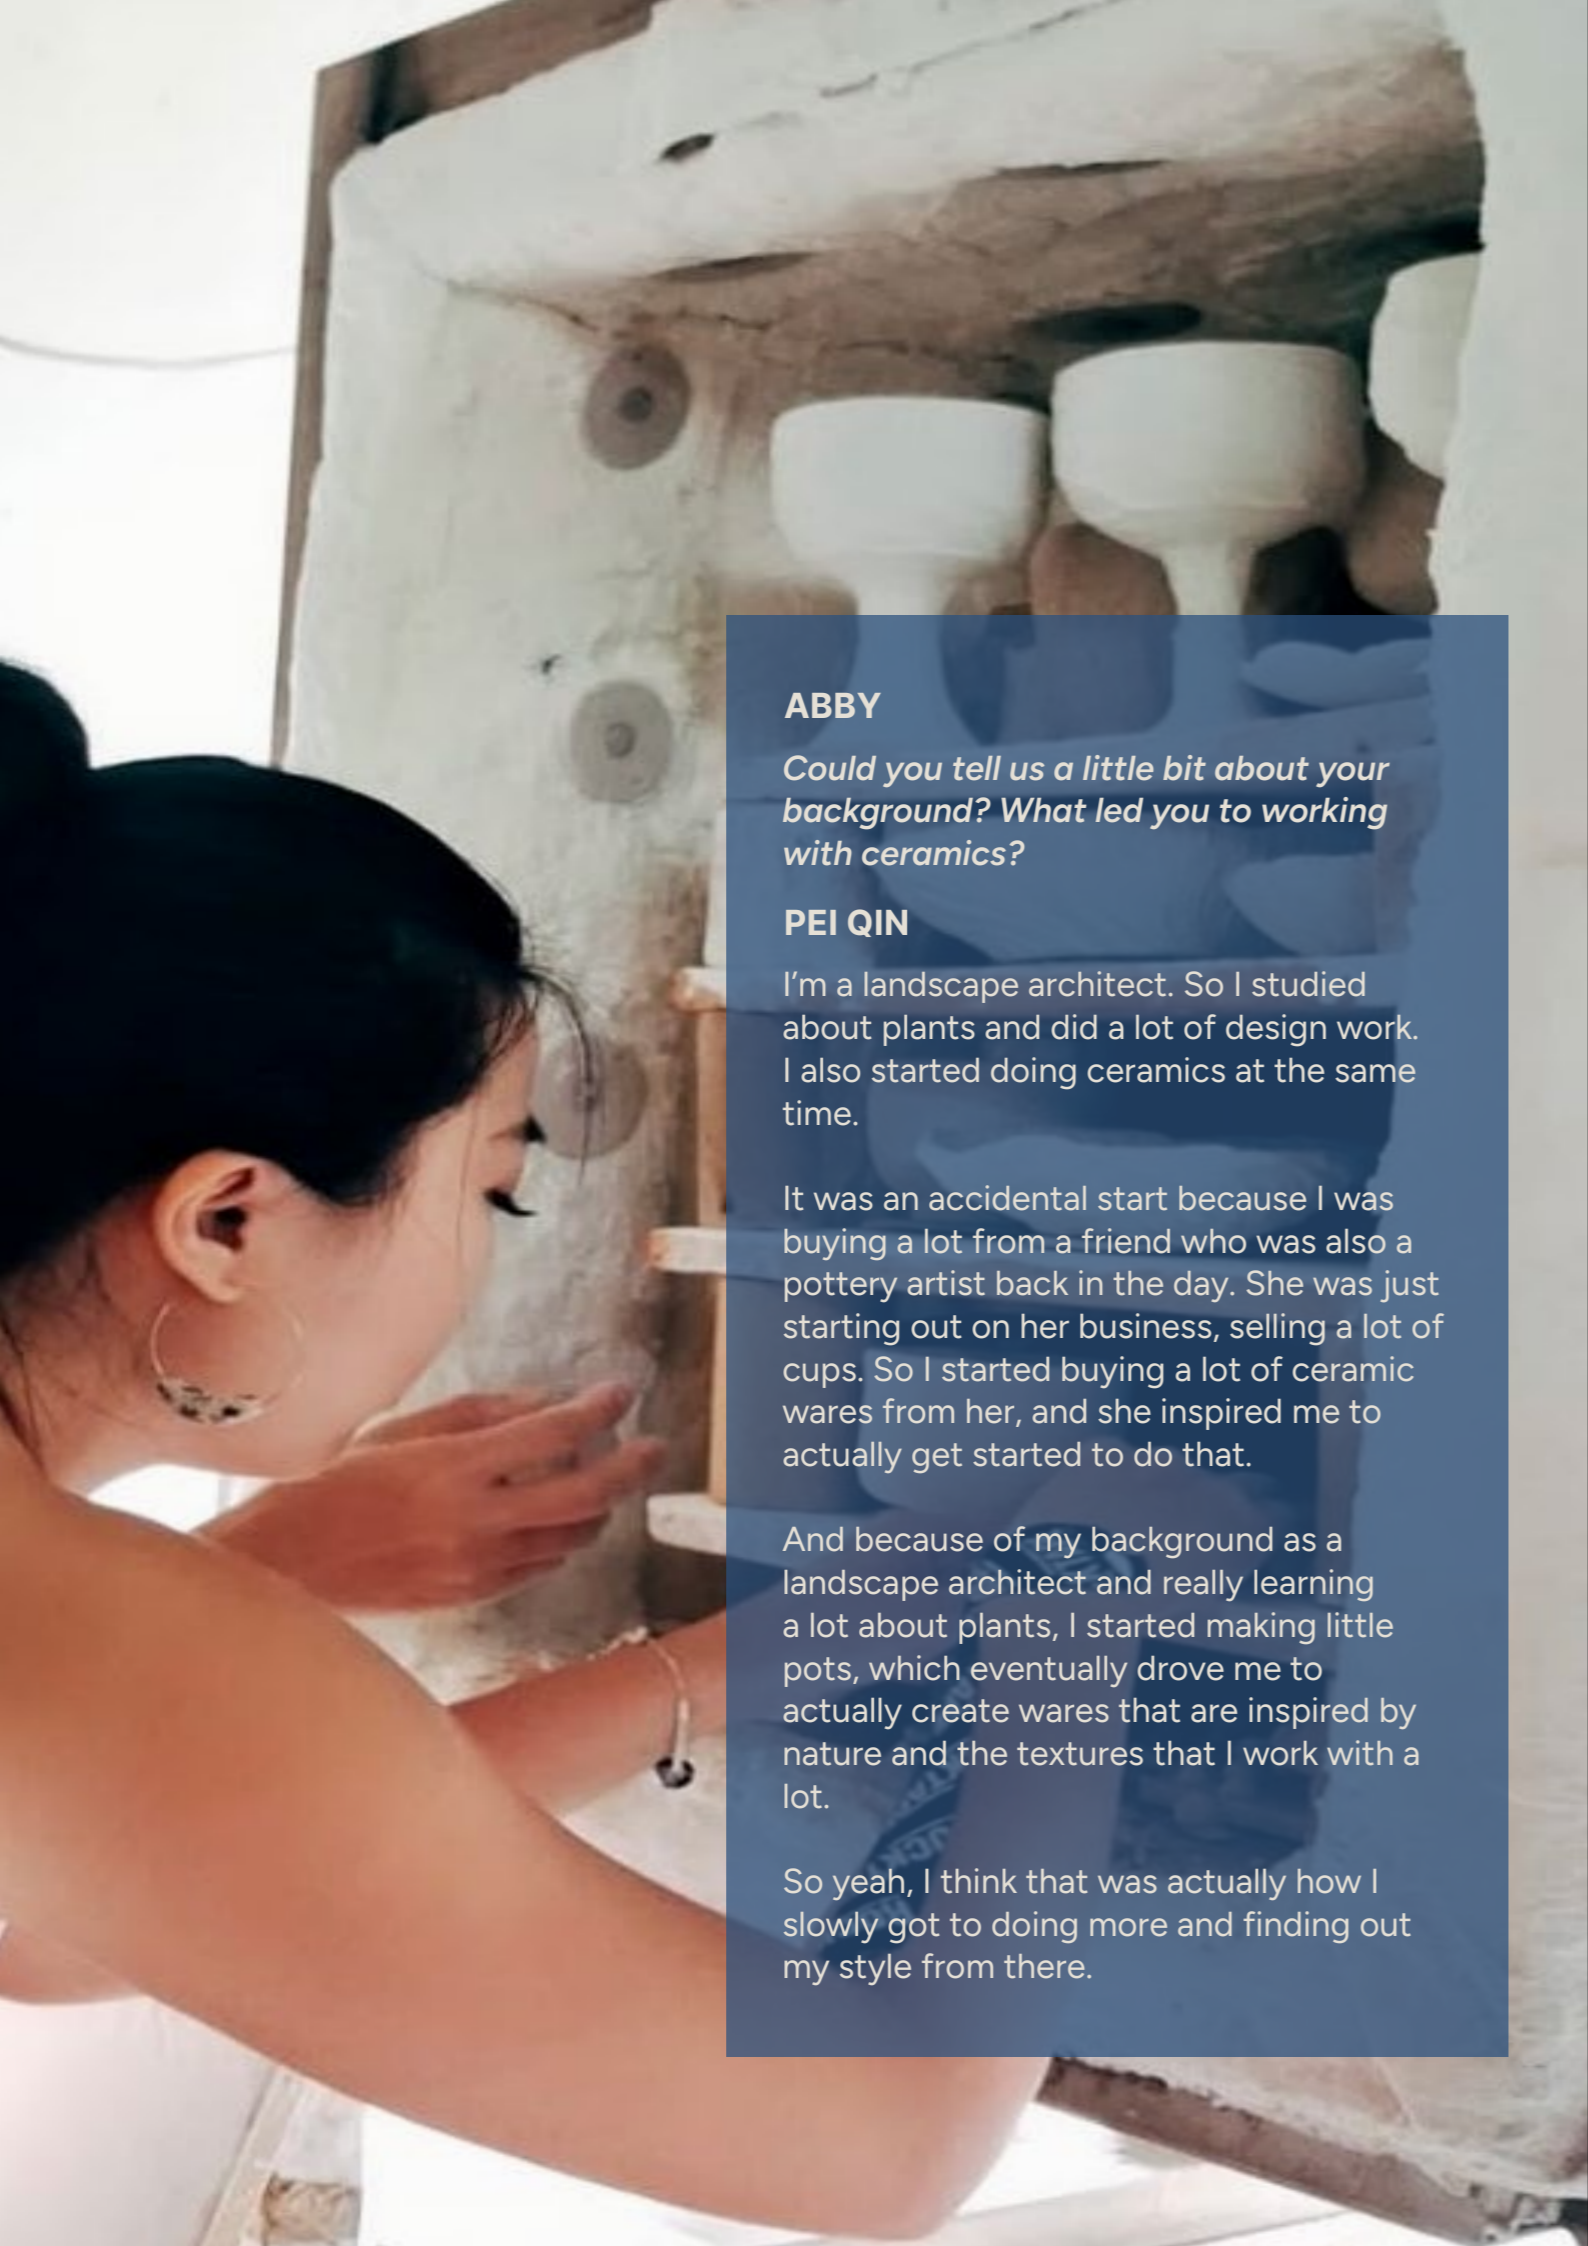 ABBY
Could you tell us a little bit about your
background? What led you to working
with ceramics?
PEI QIN
I'm a landscape architect. So I studied
about plants and did a lot of design work.
I also started doing ceramics at the same
time.
It was an accidental start because I was
buying a lot from a friend who was also a
pottery artist back in the day. She was just
starting out on her business, selling a lot of
cups. So I started buying a lot of ceramic
wares from her, and she inspired me to
actually get started to do that.
And because of my background as a
landscape architect and really learning
a lot about plants, I started making little
pots, which eventually drove me to
actually create wares that are inspired by
nature and the textures that I work with a
lot.
So yeah, I think that was actually how I
slowly got to doing more and finding out
my style from there.